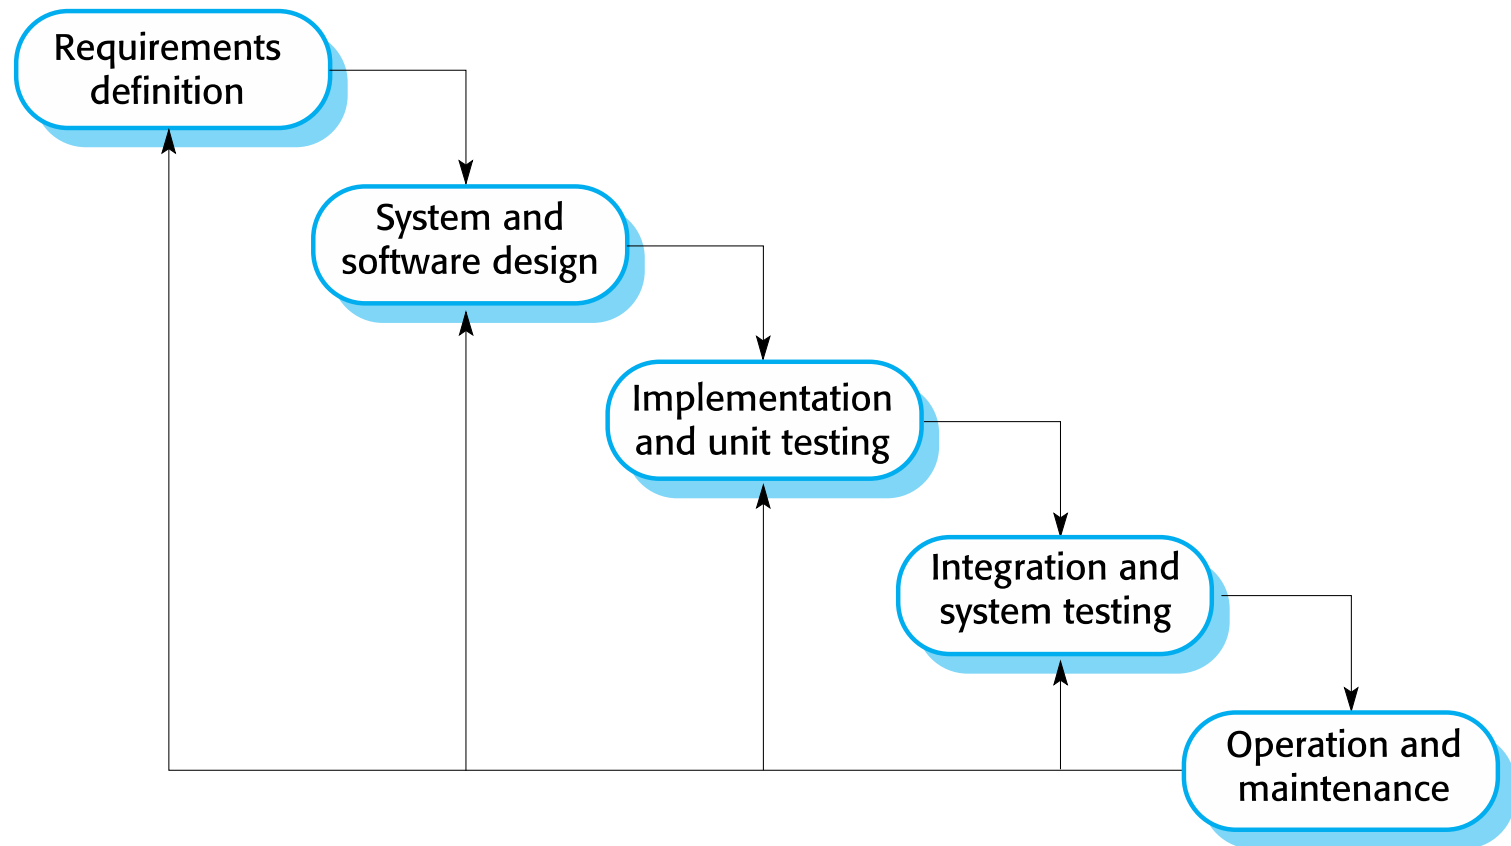 Requirements
definition
System and
software design
Implementation
and unit testing
Integration and
system testing
Operation and
maintenance